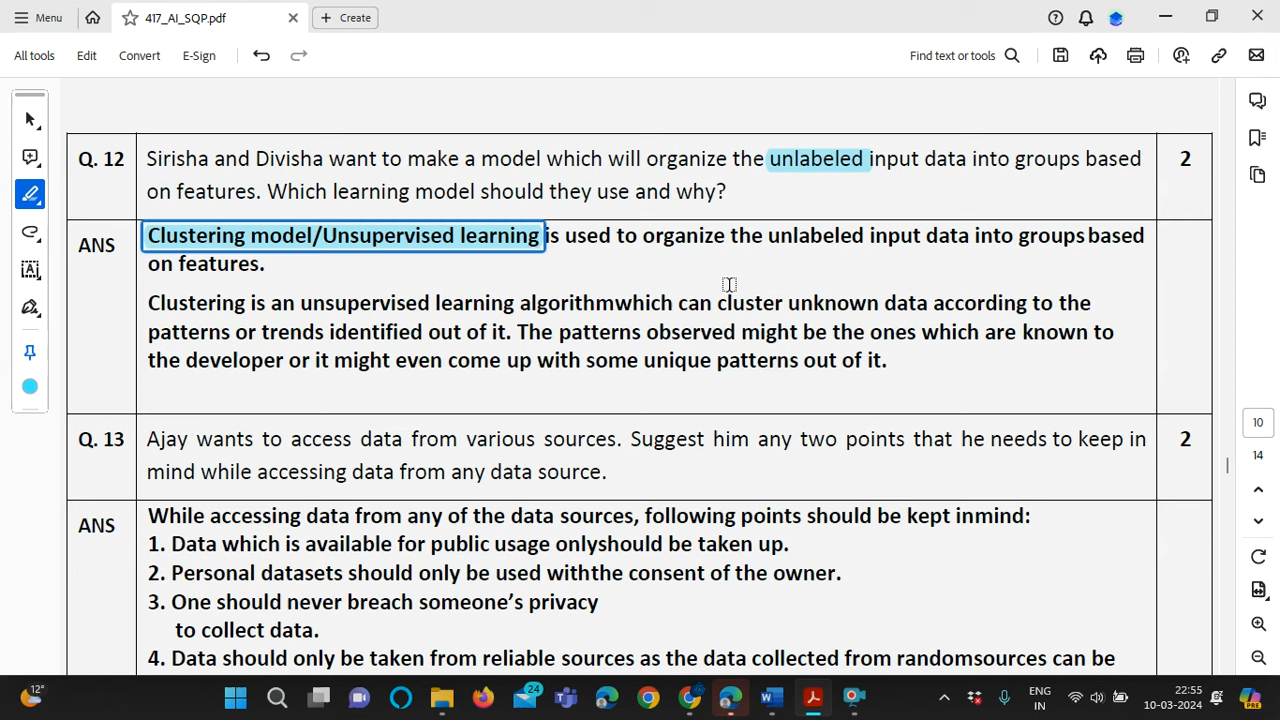 Menu
417_AI_SQP.pdf
Create
All tools
Edit
Convert
E-Sign
Find text or tools
Q. 12
Sirisha and Divisha want to make a model which will organize the unlabeled input data into groups based
on features. Which learning model should they use and why?
2
ANS
Clustering model/Unsupervised learning is used to organize the unlabeled input data into groups based
on features.
Clustering is an unsupervised learning algorithmwhich can cluster unknown data according to the
patterns or trends identified out of it. The patterns observed might be the ones which are known to
the developer or it might even come up with some unique patterns out of it.
Q. 13
Ajay wants to access data from various sources. Suggest him any two points that he needs to keep in
mind while accessing data from any data source.
2
ANS
While accessing data from any of the data sources, following points should be kept inmind:
1. Data which is available for public usage onlyshould be taken up.
2. Personal datasets should only be used withthe consent of the owner.
3. One should never breach someone’s privacy
to collect data.
4. Data should only be taken from reliable sources as the data collected from randomsources can be
10
14
12°
24
ENG
IN
22:55
10-03-2024
PRE